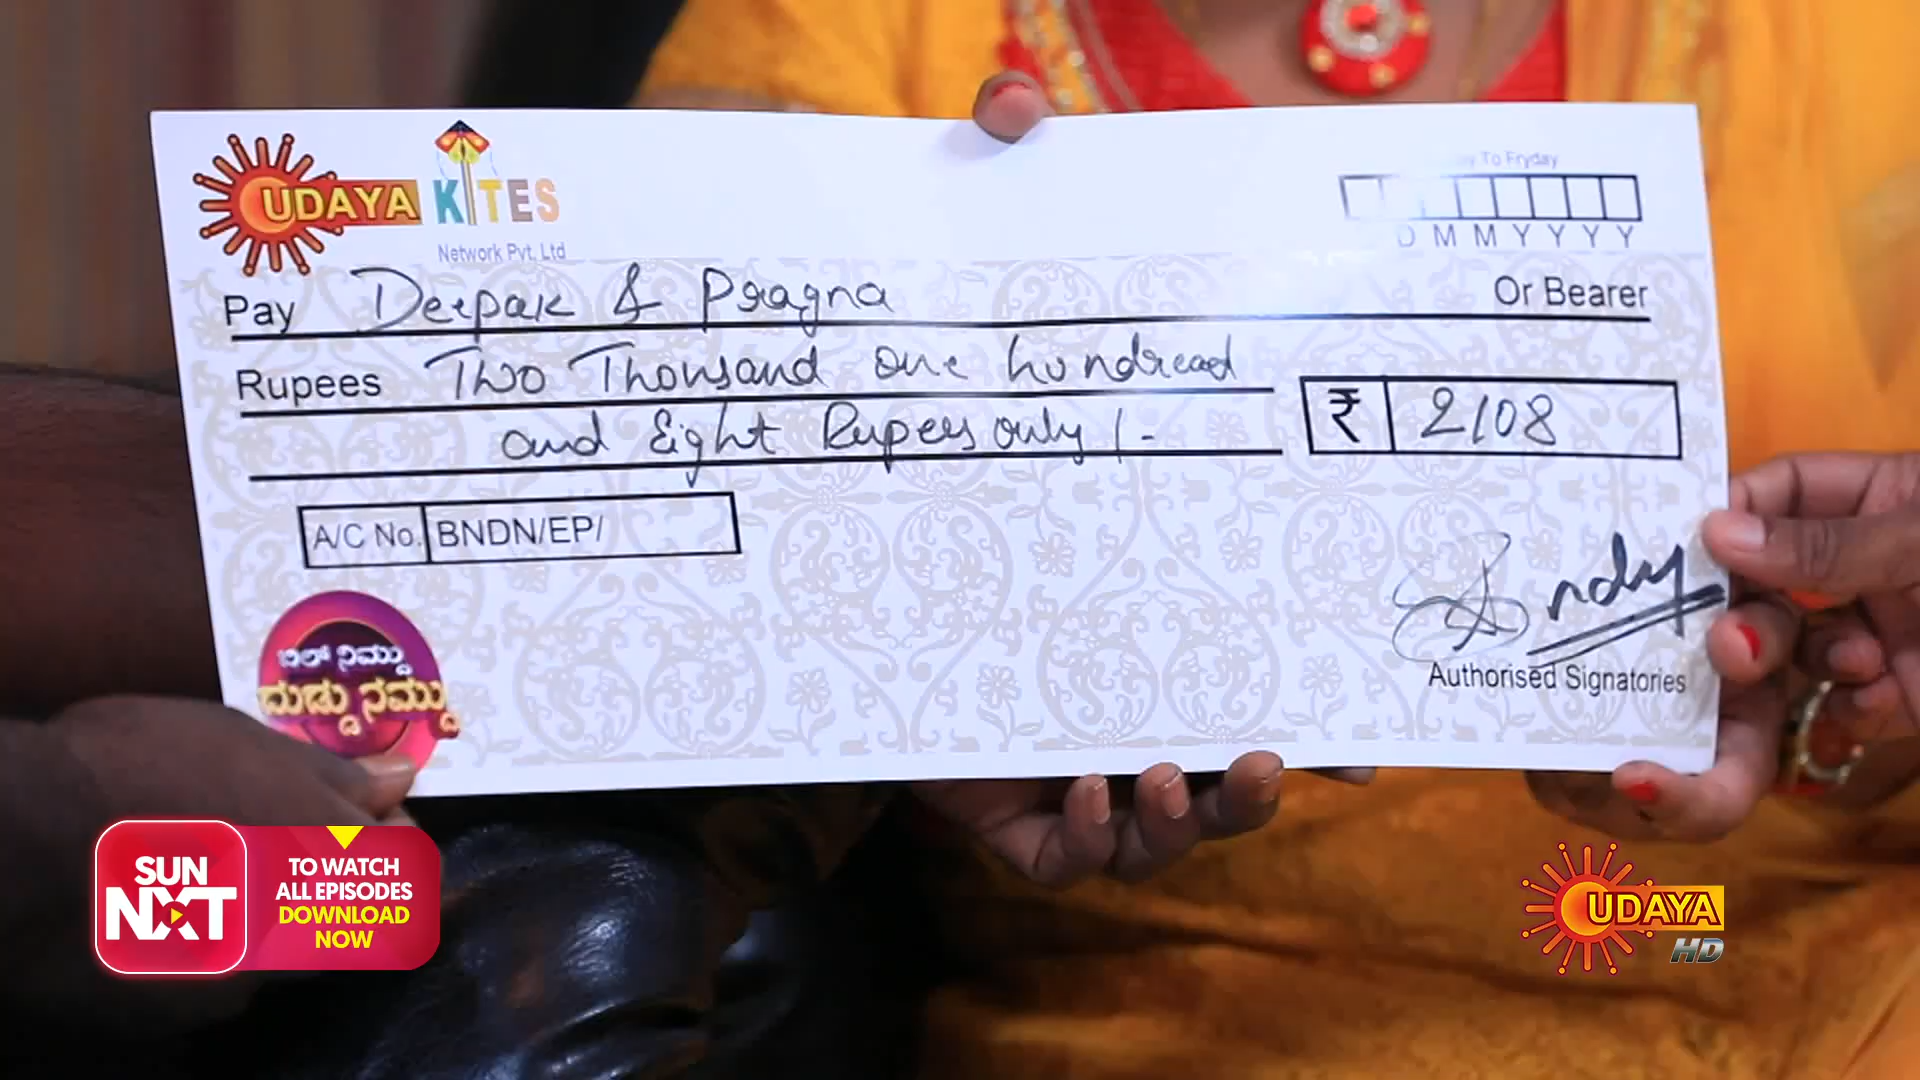 UDAYA KITES
Network Pvt. Ltd
To Fryday
D M M Y Y Y Y
Pay Deepak & Pragna Or Bearer
Rupees Two Thousand one hundread
and Eight Rupees only /-
₹ 2108
A/C No. BNDN/EP/
Andy
Authorised Signatories
ಬಿಲ್ ನಿಮ್ದು
ದುಡ್ಡು ನಮ್ದು
SUN
NXT
TO WATCH
ALL EPISODES
DOWNLOAD
NOW
UDAYA
HD